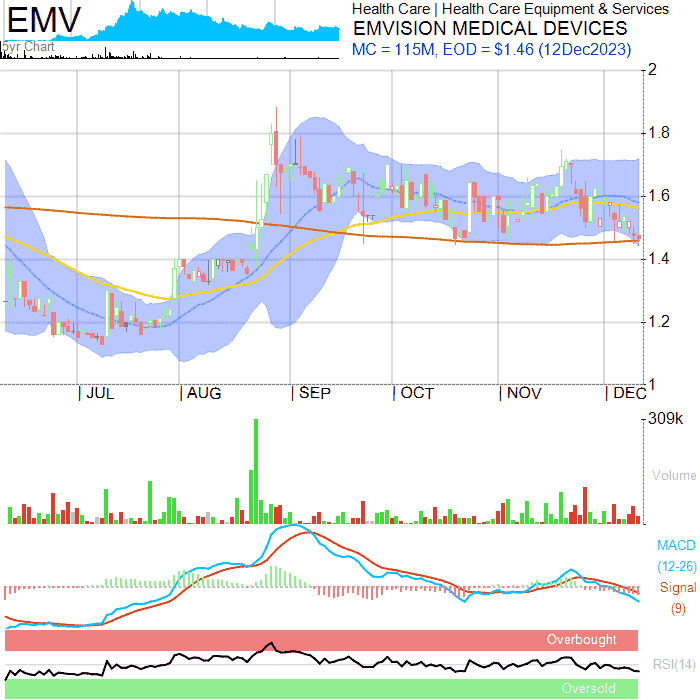 EMV
5yr Chart
Health Care | Health Care Equipment & Services
EMVISION MEDICAL DEVICES
MC = 115M, EOD = $1.46 (12Dec2023)
2
1.8
1.6
1.4
1.2
1
| JUL | AUG | SEP | OCT | NOV | DEC
309k
Volume
MACD
(12-26)
Signal
(9)
Overbought
RSI(14)
Oversold